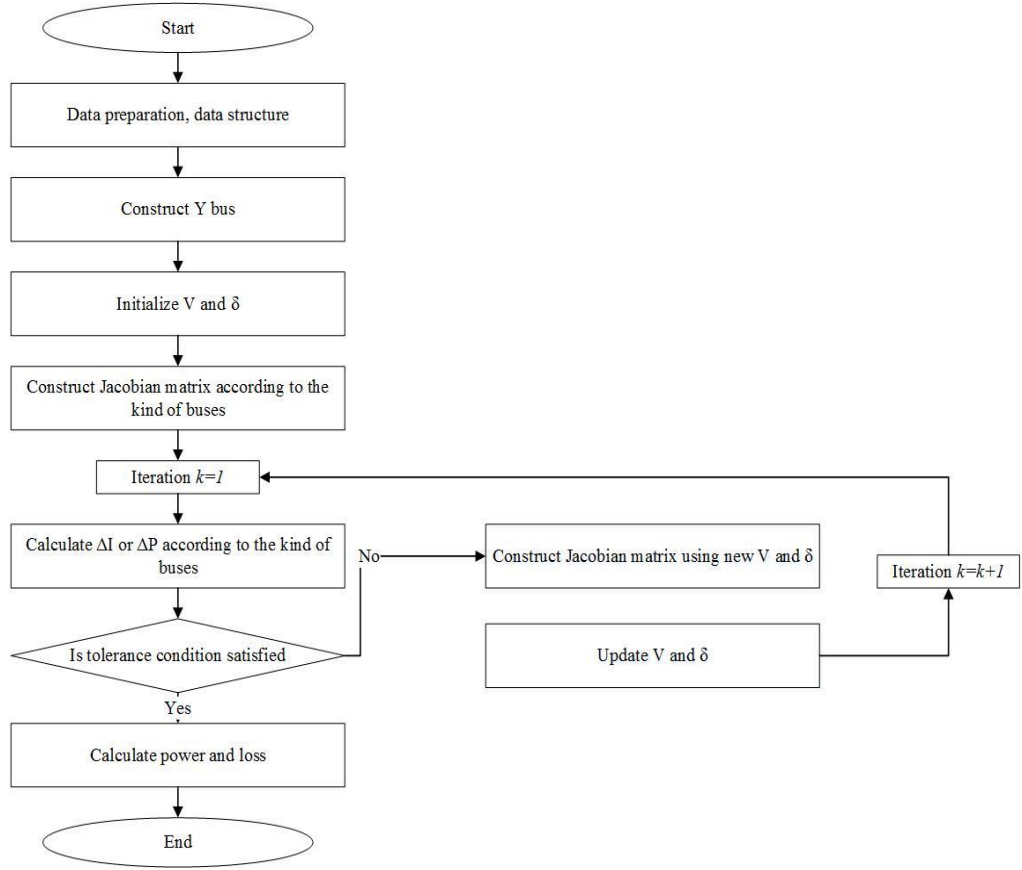 Start
Data preparation, data structure
Construct Y bus
Initialize V and δ
Construct Jacobian matrix according to the
kind of buses
Iteration k=1
Calculate ΔI or ΔP according to the kind of
buses
No
Construct Jacobian matrix using new V and δ
Iteration k=k+1
Is tolerance condition satisfied
Update V and δ
Yes
Calculate power and loss
End